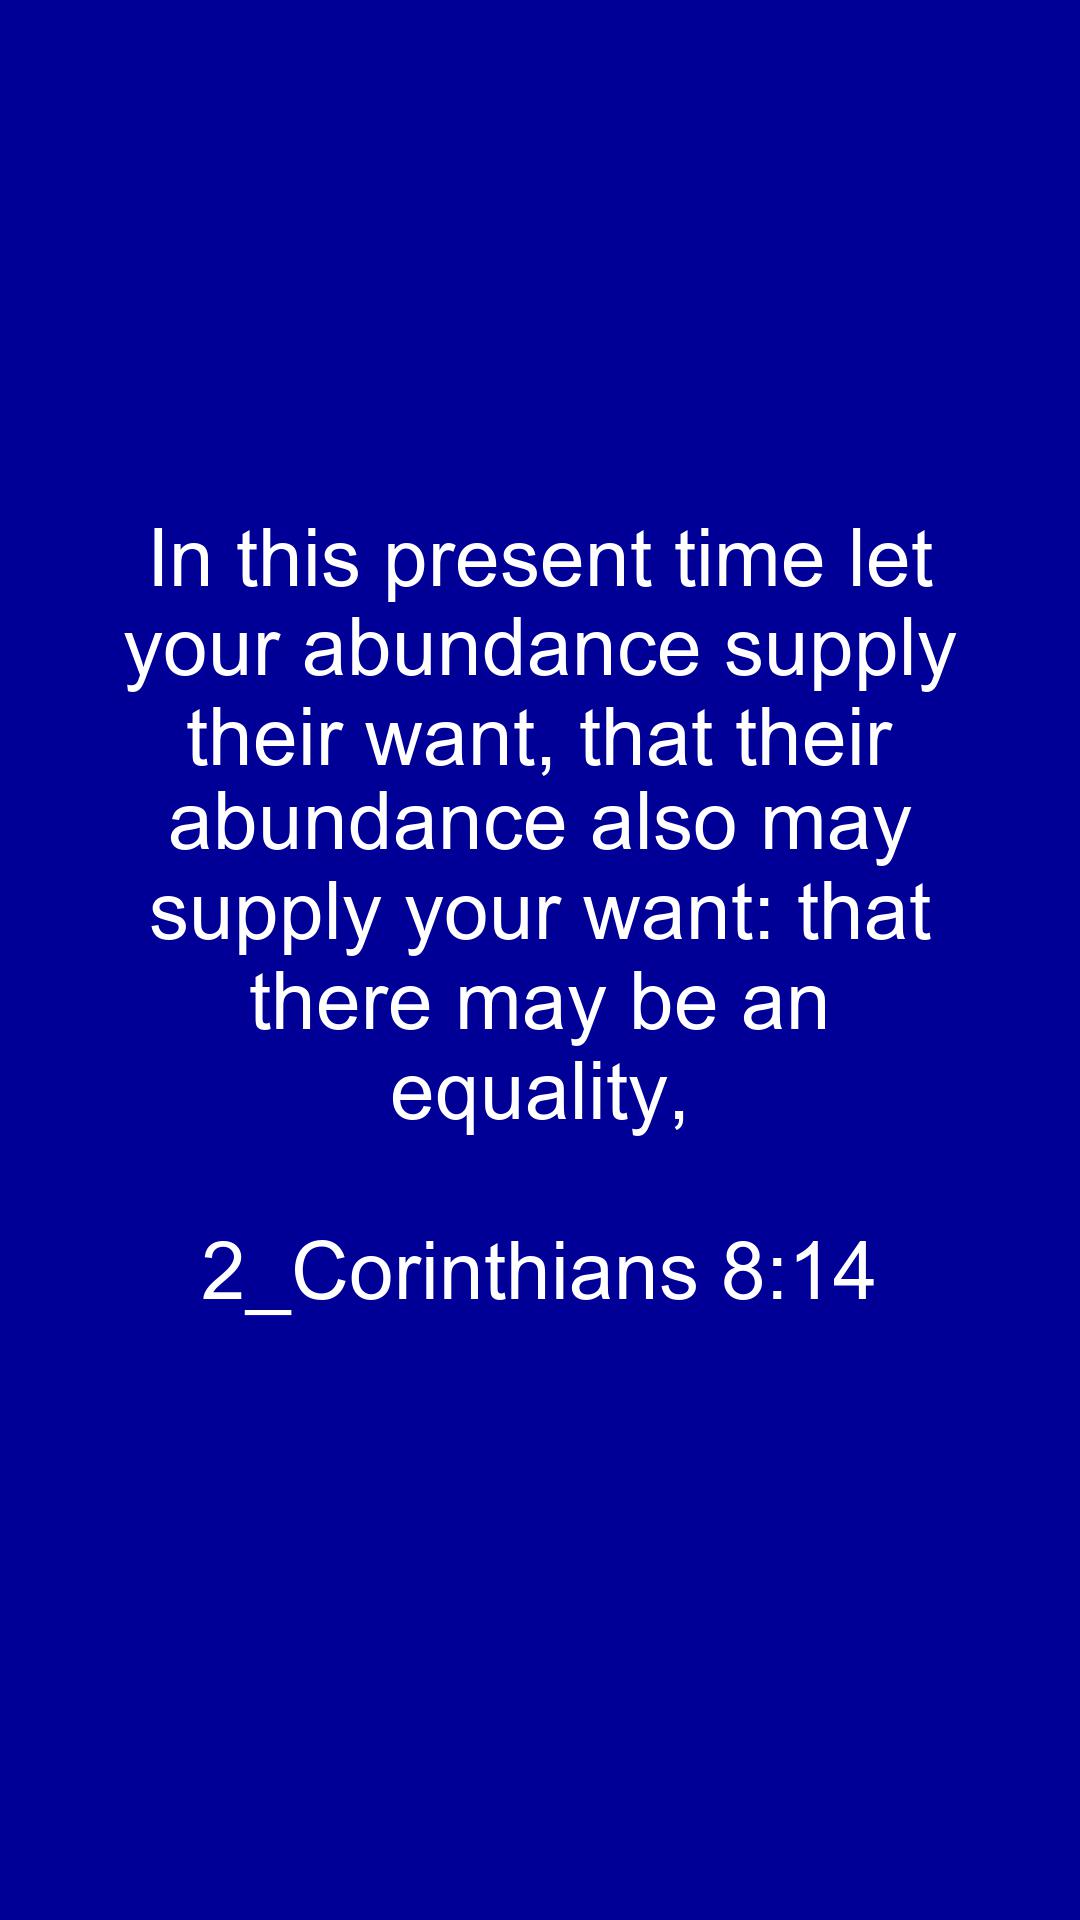 In this present time let
your abundance supply
their want, that their
abundance also may
supply your want: that
there may be an
equality,
2_Corinthians 8:14